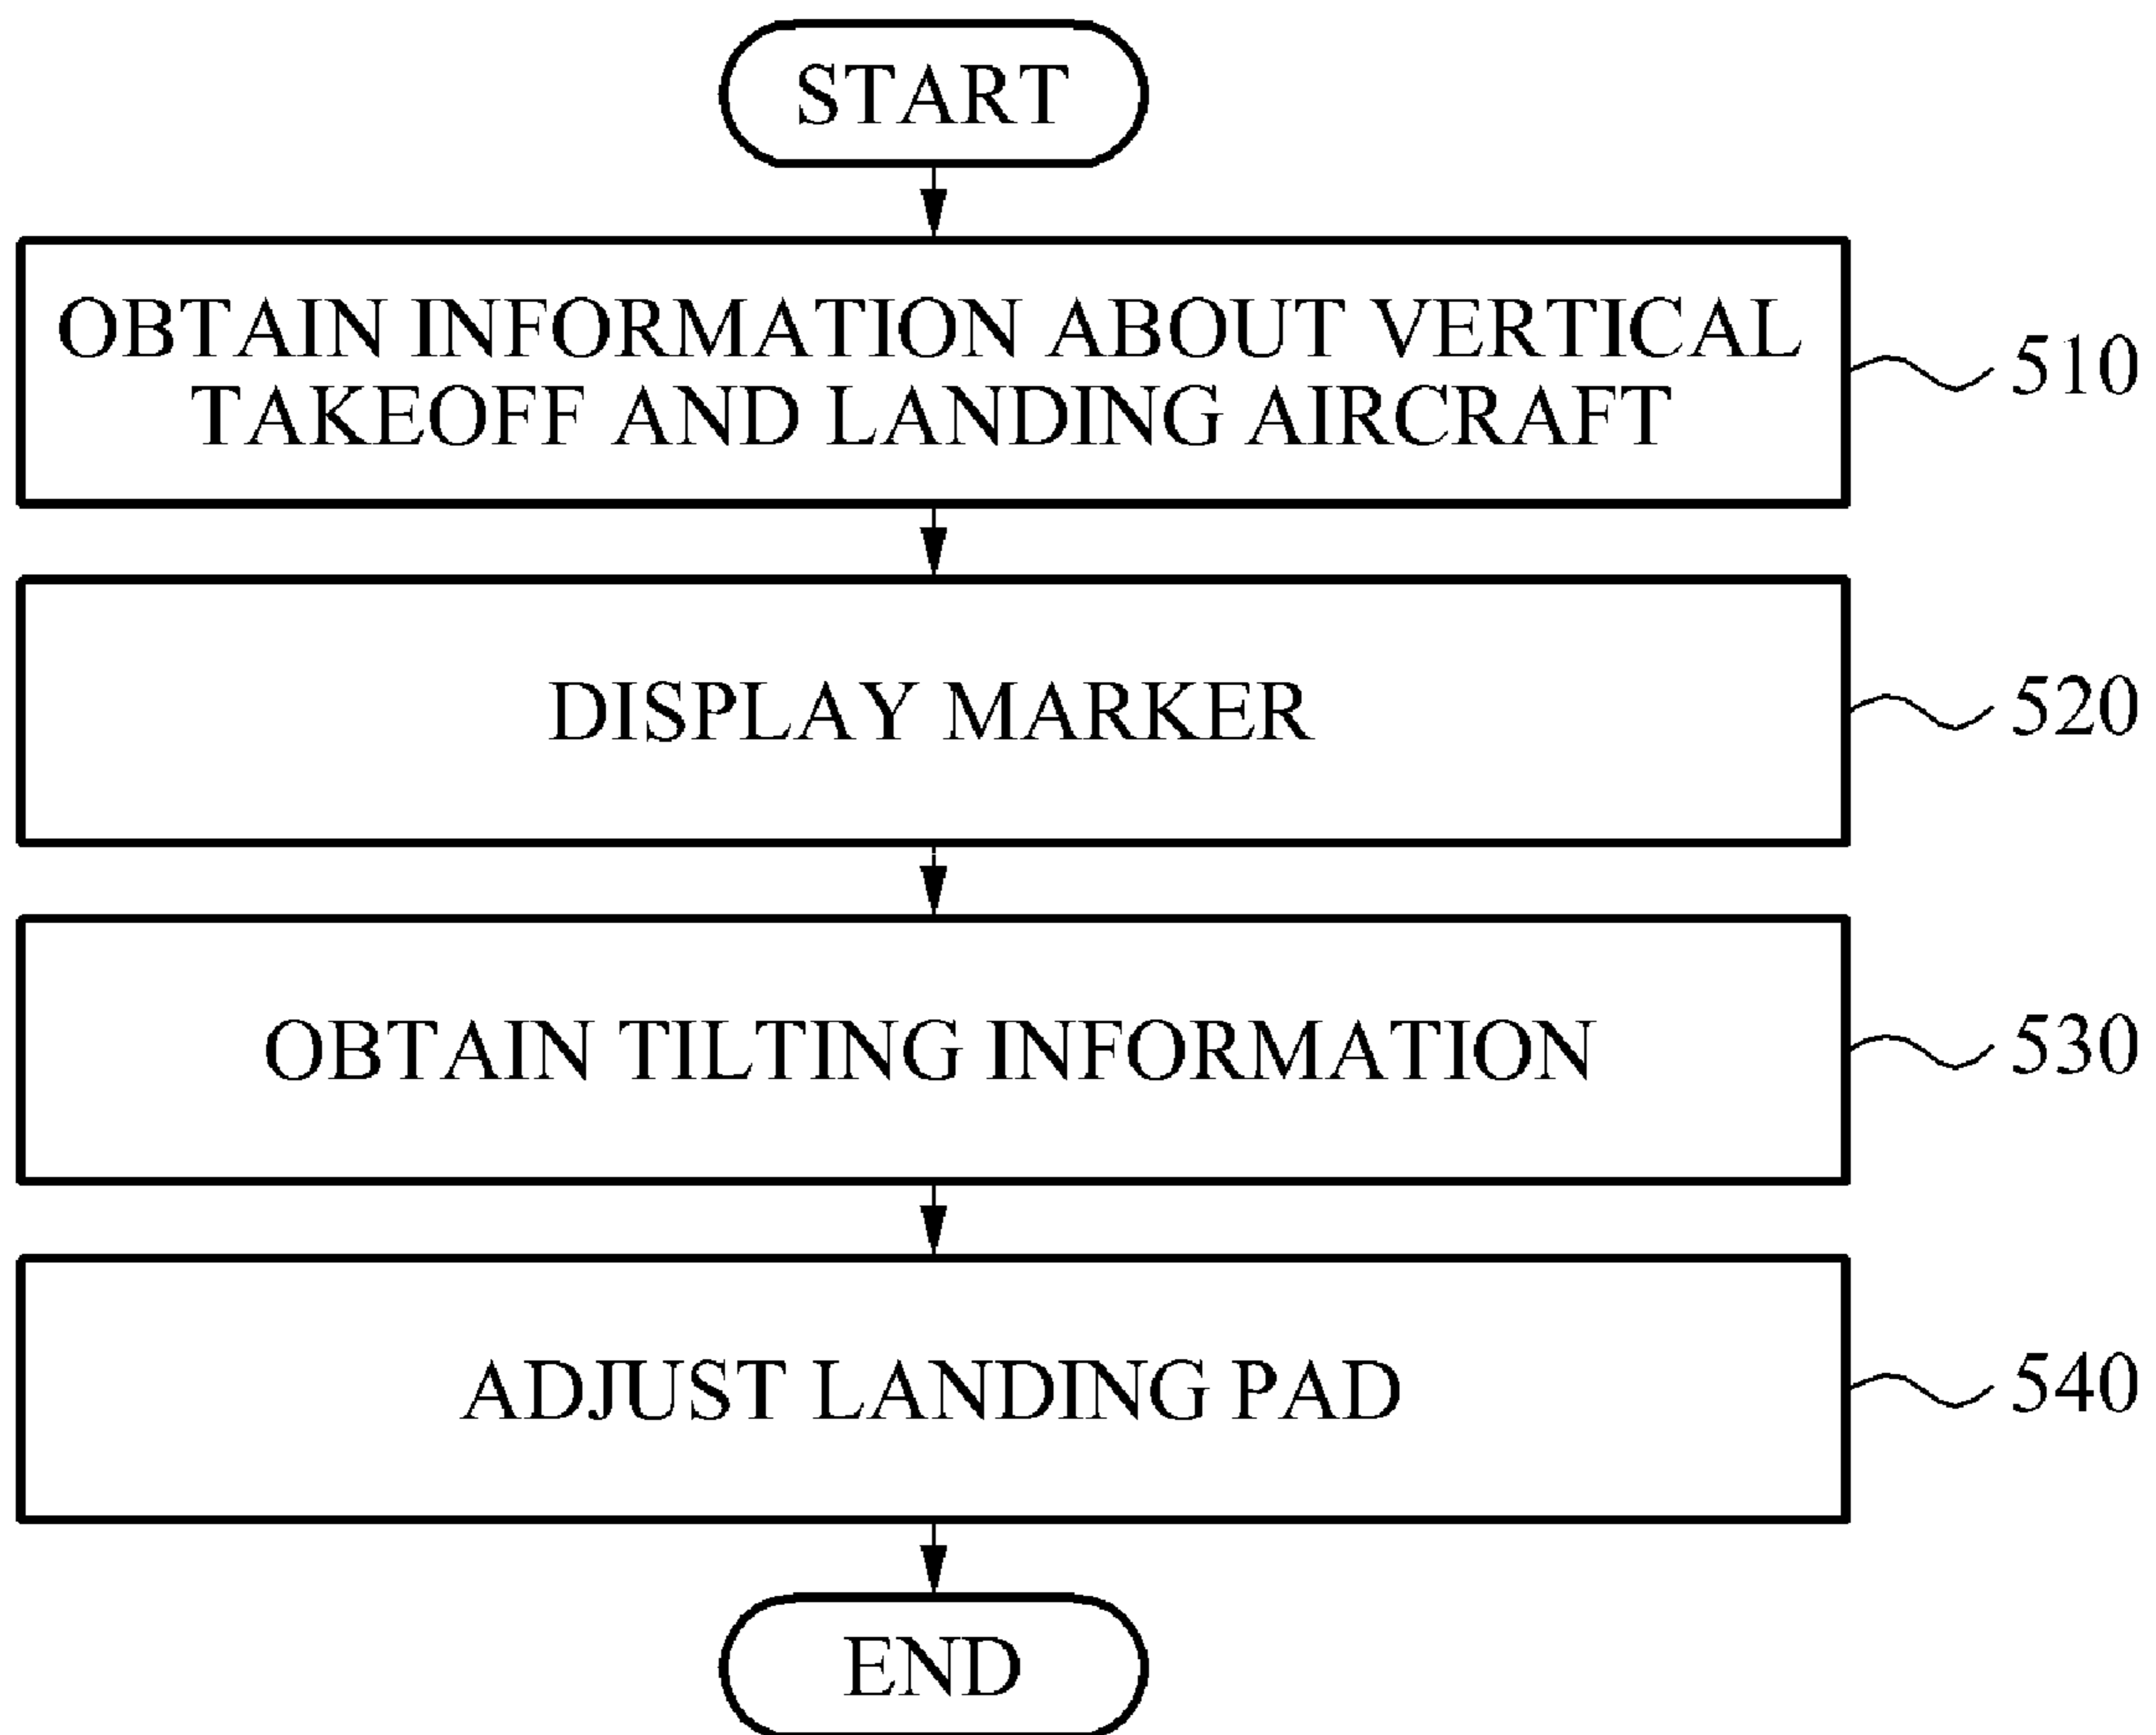 START
OBTAIN INFORMATION ABOUT VERTICAL
TAKEOFF AND LANDING AIRCRAFT
510
DISPLAY MARKER
520
OBTAIN TILTING INFORMATION
530
ADJUST LANDING PAD
540
END